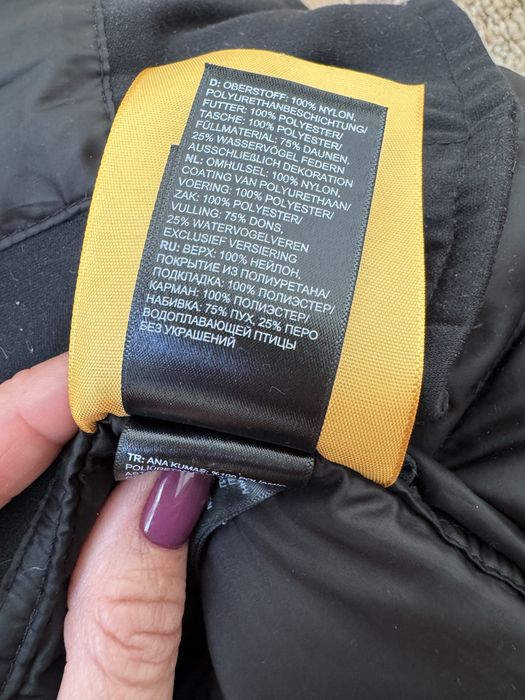 D: OBERSTOFF: 100% NYLON,
POLYURETHANBESCHICHTUNG/
FUTTER: 100% POLYESTER/
TASCHE: 100% POLYESTER/
FÜLLMATERIAL: 75% DAUNEN,
25% WASSERVÖGEL FEDERN
AUSSCHLIEßLICH DEKORATION
NL: OMHULSEL: 100% NYLON,
COATING VAN POLYURETHAAN/
VOERING: 100% POLYESTER/
ZAK: 100% POLYESTER/
VULLING: 75% DONS,
25% WATERVOGELVEREN
EXCLUSIEF VERSIERING
RU: ВЕРХ: 100% НЕЙЛОН,
ПОКРЫТИЕ ИЗ ПОЛИУРЕТАНА/
ПОДКЛАДКА: 100% ПОЛИЭСТЕР/
КАРМАН: 100% ПОЛИЭСТЕР/
НАБИВКА: 75% ПУХ, 25% ПЕРО
ВОДОПЛАВАЮЩЕЙ ПТИЦЫ
БЕЗ УКРАШЕНИЙ
TR: ANA KUMAŞ: